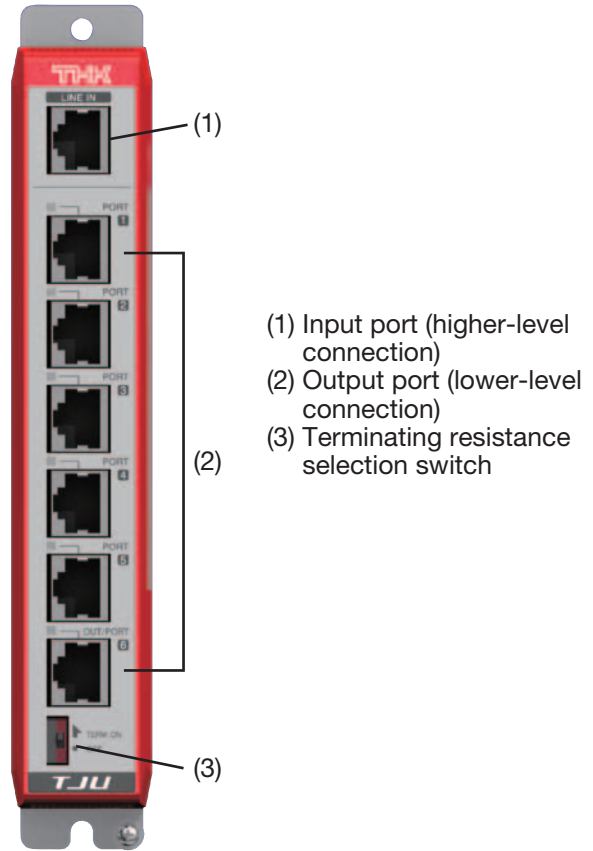 THK
LINE IN
(1)
PORT
1
PORT
2
PORT
3
PORT
4
PORT
5
OUT/PORT
6
(2)
TERM.ON
(3)
TJU
(1) Input port (higher-level
connection)
(2) Output port (lower-level
connection)
(3) Terminating resistance
selection switch